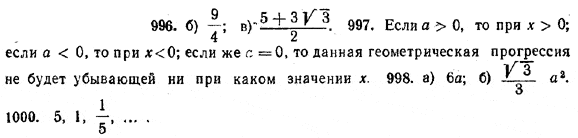 996. б) 9/4; в) -(5 + 3√3)/2. 997. Если a > 0, то при x > 0;
если a < 0, то при x<0; если же c = 0, то данная геометрическая прогрессия
не будет убывающей ни при каком значении x. 998. а) 6a; б) √3/3 a².
1000. 5, 1, 1/5, ... .